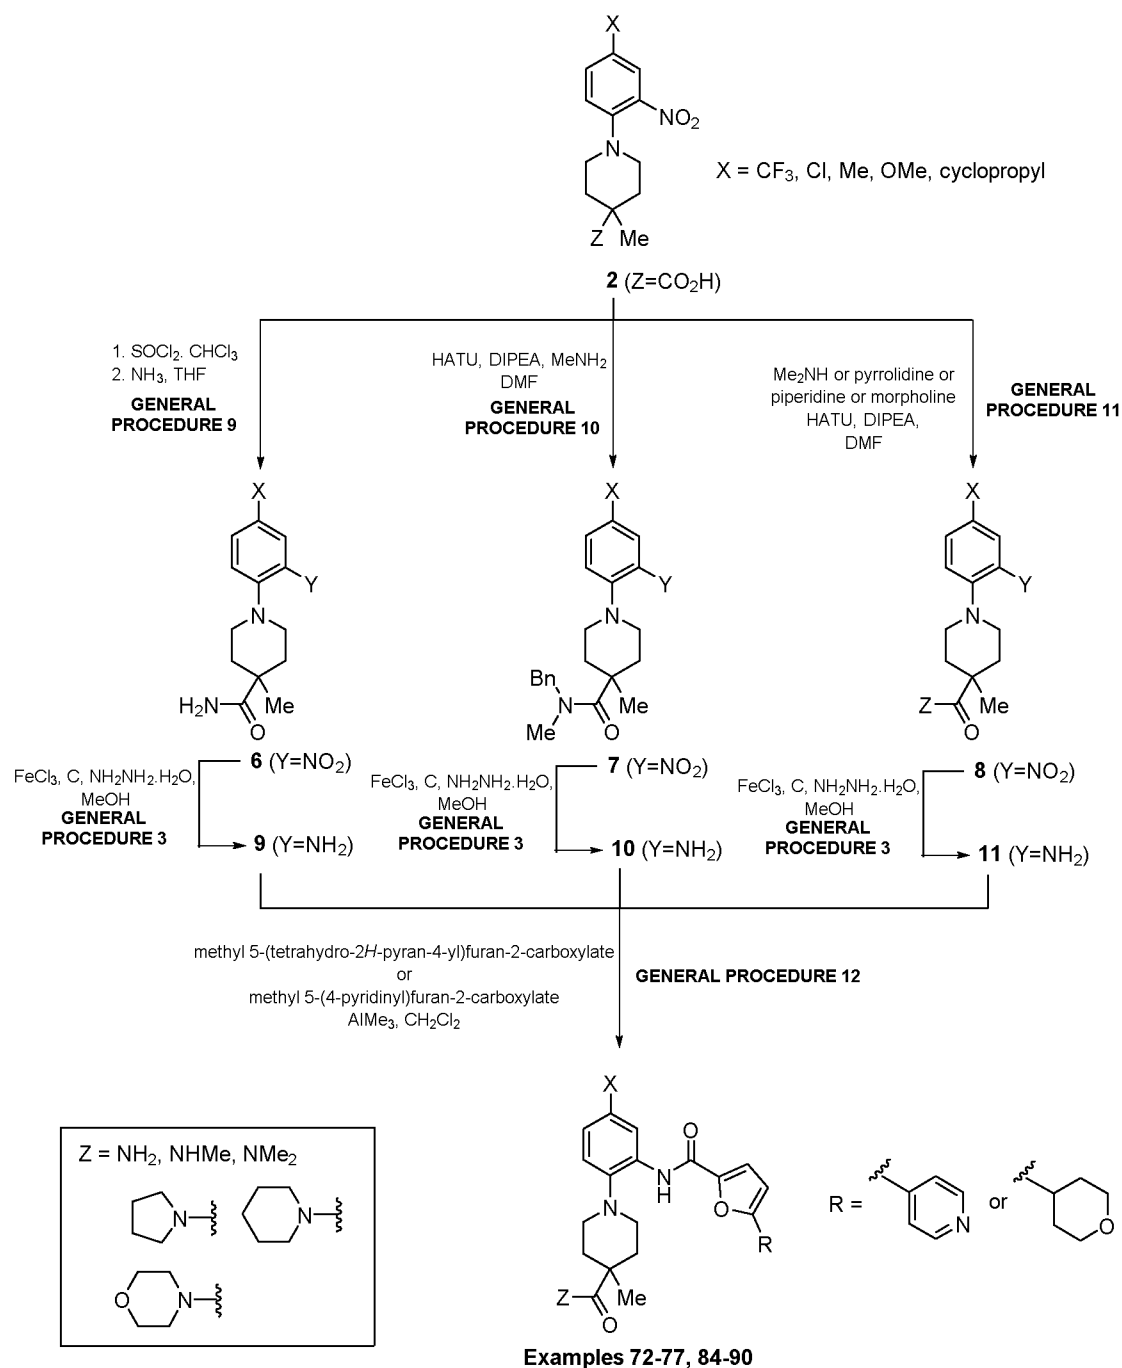 X
NO2
N
Z Me
X = CF3, Cl, Me, OMe, cyclopropyl
2 (Z=CO2H)
1. SOCl2. CHCl3
2. NH3, THF
GENERAL
PROCEDURE 9
HATU, DIPEA, MeNH2
DMF
GENERAL
PROCEDURE 10
Me2NH or pyrrolidine or
piperidine or morpholine
HATU, DIPEA,
DMF
GENERAL
PROCEDURE 11
X
Y
N
H2N
Me
O
6 (Y=NO2)
X
Y
N
Bn
N
Me
Me
O
7 (Y=NO2)
X
Y
N
Z
Me
O
8 (Y=NO2)
FeCl3, C, NH2NH2.H2O,
MeOH
GENERAL
PROCEDURE 3
9 (Y=NH2)
FeCl3, C, NH2NH2.H2O,
MeOH
GENERAL
PROCEDURE 3
10 (Y=NH2)
FeCl3, C, NH2NH2.H2O,
MeOH
GENERAL
PROCEDURE 3
11 (Y=NH2)
methyl 5-(tetrahydro-2H-pyran-4-yl)furan-2-carboxylate
or
methyl 5-(4-pyridinyl)furan-2-carboxylate
AlMe3, CH2Cl2
GENERAL PROCEDURE 12
Z = NH2, NHMe, NMe2
N
N
O N
X
O
N
H
O
R
N
Z
Me
O
R =
N
or
O
Examples 72-77, 84-90